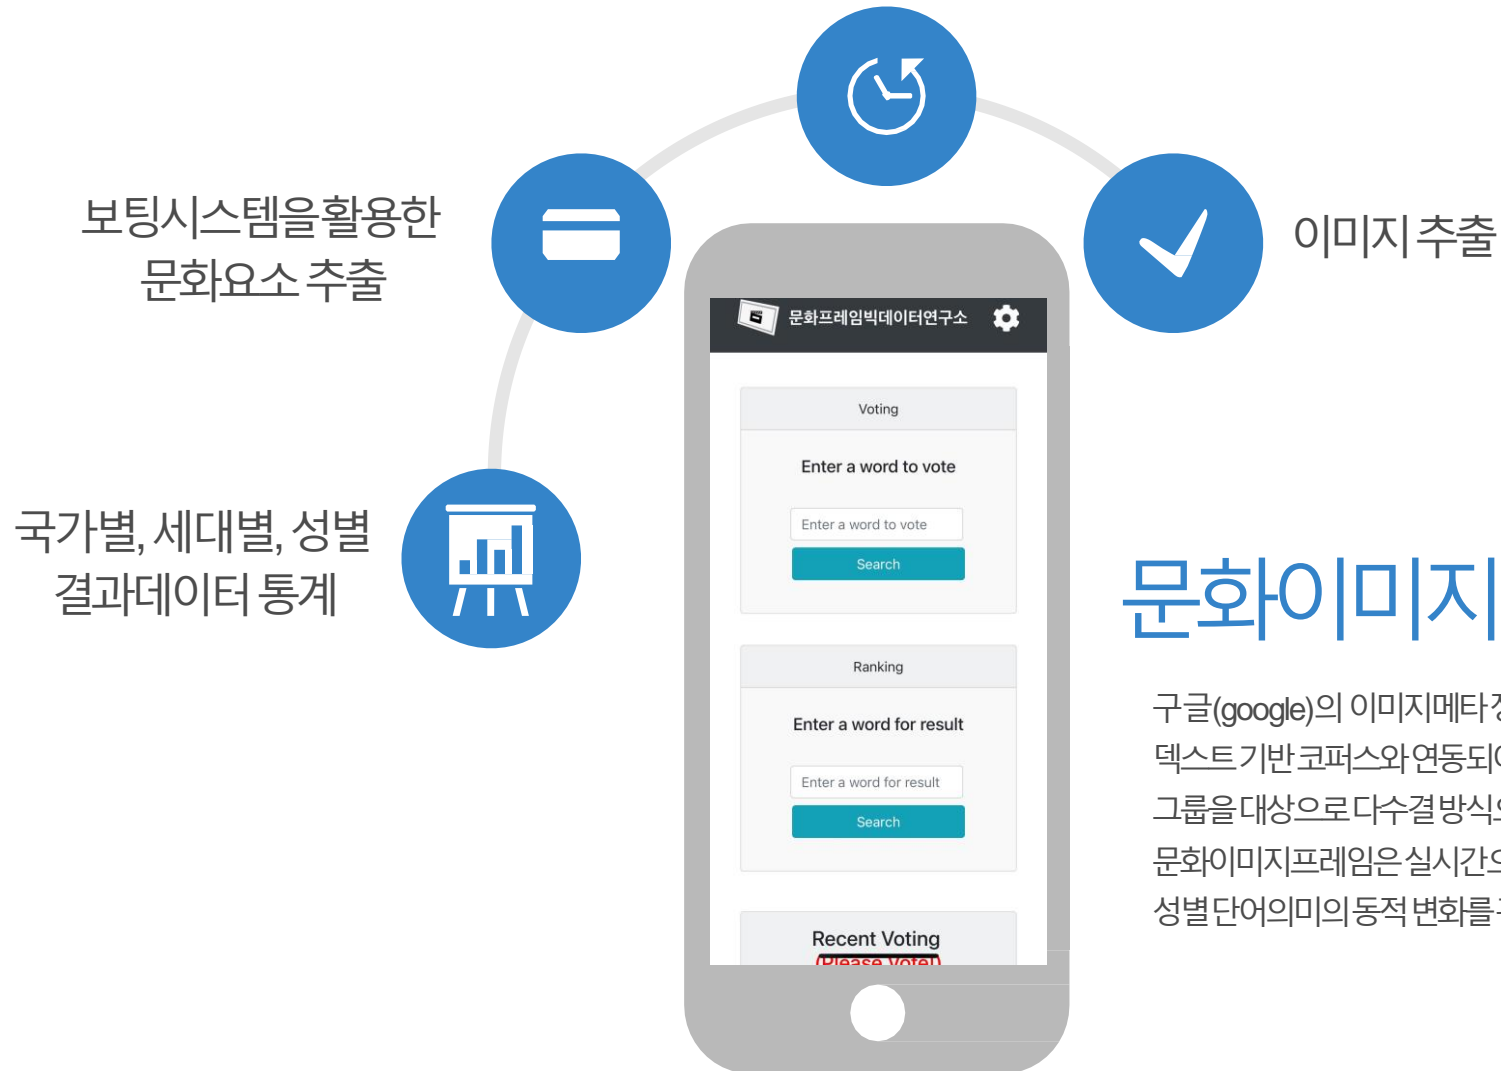 보팅시스템을 활용한
문화요소 추출
이미지 추출
국가별, 세대별, 성별
결과데이터 통계
문화프레임빅데이터연구소
Voting
Enter a word to vote
Enter a word to vote
Search
Ranking
Enter a word for result
Enter a word for result
Search
Recent Voting
(Please Vote!)
문화이미지
구글(google)의 이미지메타
덱스트 기반 코퍼스와 연동되
그룹을 대상으로 다수결 방식
문화이미지프레임은 실시간으
성별 단어의미의 동적 변화를